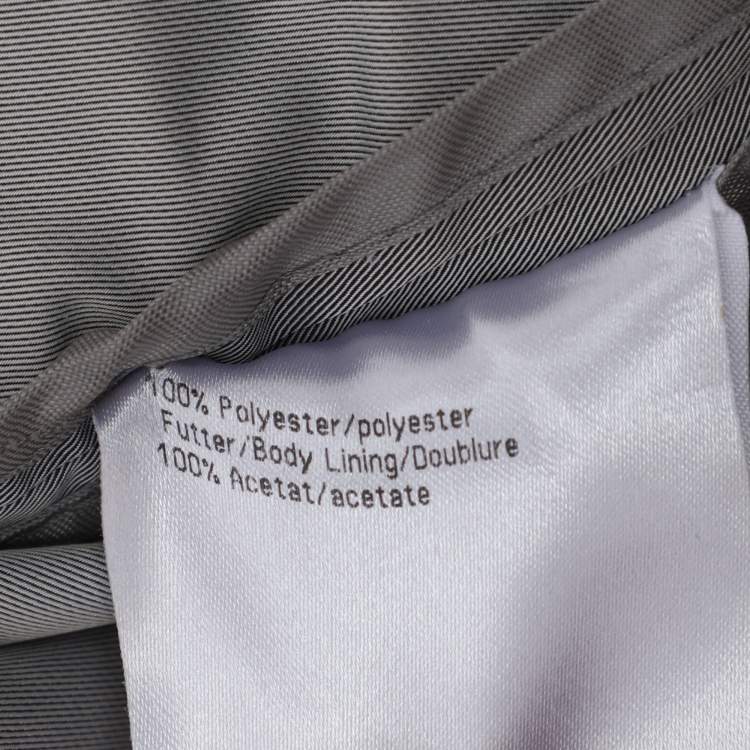 100% Polyester/polyester
Futter/Body Lining/Doublure
100% Acetat/acetate